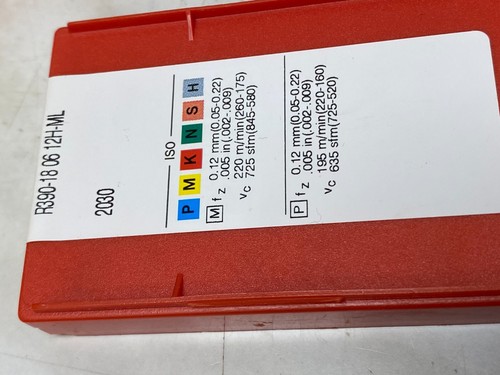 R390-18 06 12H-ML
2030
ISO
P M K N S H
M fz 0.12 mm(0.05-0.22)
.005 in(.002-.009)
vc 220 m/min(260-175)
725 sfm(845-580)
P fz 0.12 mm(0.05-0.22)
.005 in(.002-.009)
vc 195 m/min(220-160)
635 sfm(725-520)